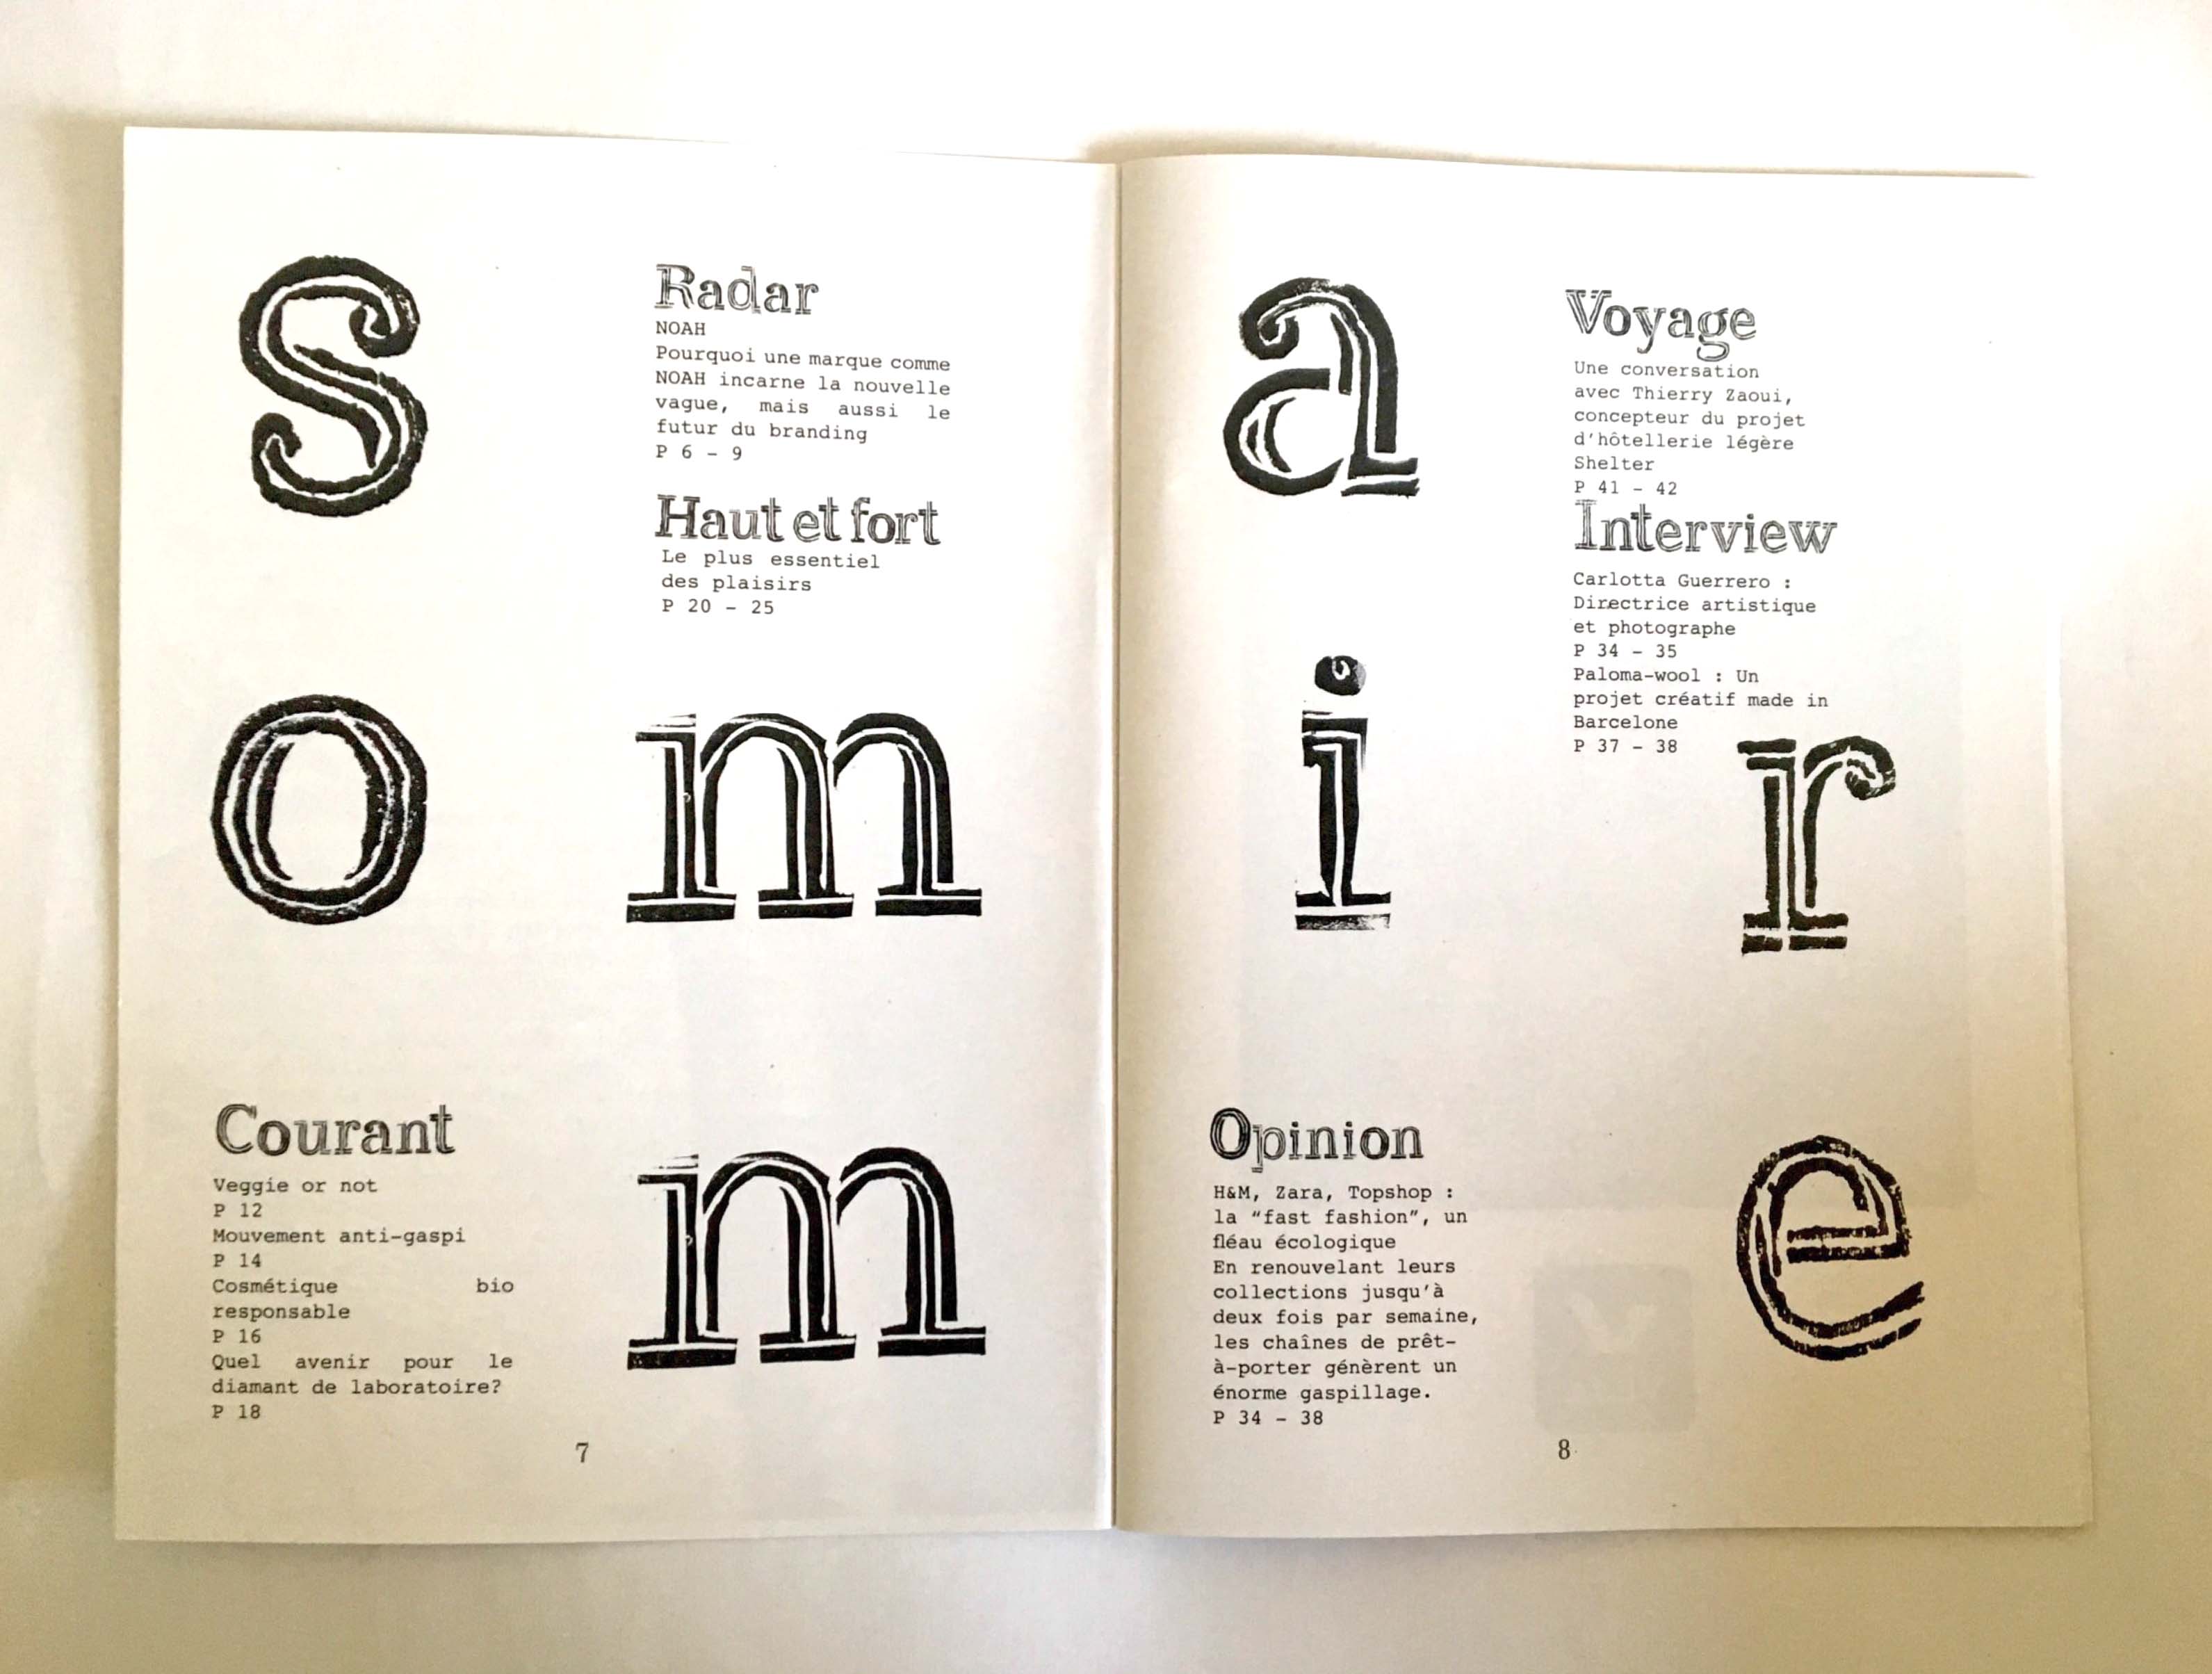 s
Radar
NOAH
Pourquoi une marque comme
NOAH incarne la nouvelle
vague, mais aussi le
futur du branding
P 6 - 9
Haut et fort
Le plus essentiel
des plaisirs
P 20 - 25
o
m
Courant
Veggie or not
P 12
Mouvement anti-gaspi
P 14
Cosmétique bio
responsable
P 16
Quel avenir pour le
diamant de laboratoire?
P 18
m
7
a
Voyage
Une conversation
avec Thierry Zaoui,
concepteur du projet
d'hôtellerie légère
Shelter
P 41 - 42
Interview
Carlotta Guerrero :
Directrice artistique
et photographe
P 34 - 35
Paloma-wool : Un
projet créatif made in
Barcelone
P 37 - 38
i
r
Opinion
H&M, Zara, Topshop :
la “fast fashion”, un
fléau écologique
En renouvelant leurs
collections jusqu'à
deux fois par semaine,
les chaînes de prêt-
à-porter génèrent un
énorme gaspillage.
P 34 - 38
e
8